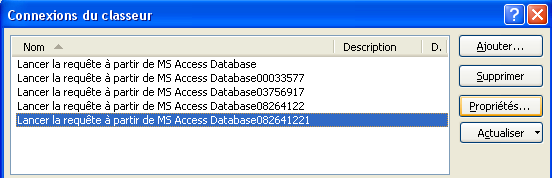 Connexions du classeur
Nom Description D.
Lancer la requête à partir de MS Access Database
Lancer la requête à partir de MS Access Database00033577
Lancer la requête à partir de MS Access Database03756917
Lancer la requête à partir de MS Access Database08264122
Lancer la requête à partir de MS Access Database082641221
Ajouter...
Supprimer
Propriétés...
Actualiser